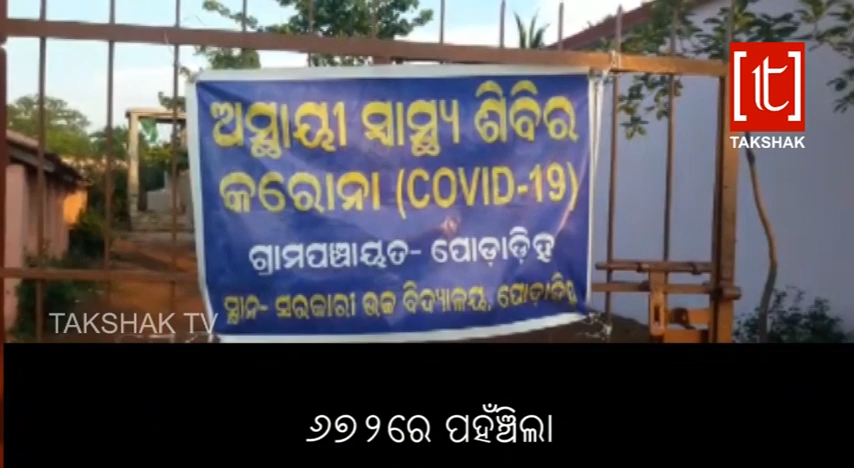 ଅସ୍ଥାୟୀ ସ୍ୱାସ୍ଥ୍ୟ ଶିବିର
କରୋନା (COVID-19)
ଗ୍ରାମପଞ୍ଚାୟତ- ପୋଡ଼ାଡ଼ିହ
ସ୍ଥାନ- ସରକାରୀ ଉଚ୍ଚ ବିଦ୍ୟାଳୟ, ପୋଡ଼ାଡ଼ିହ
[t]
TAKSHAK
TAKSHAK TV
୬୭୨ରେ ପହଁଞ୍ଚିଲା